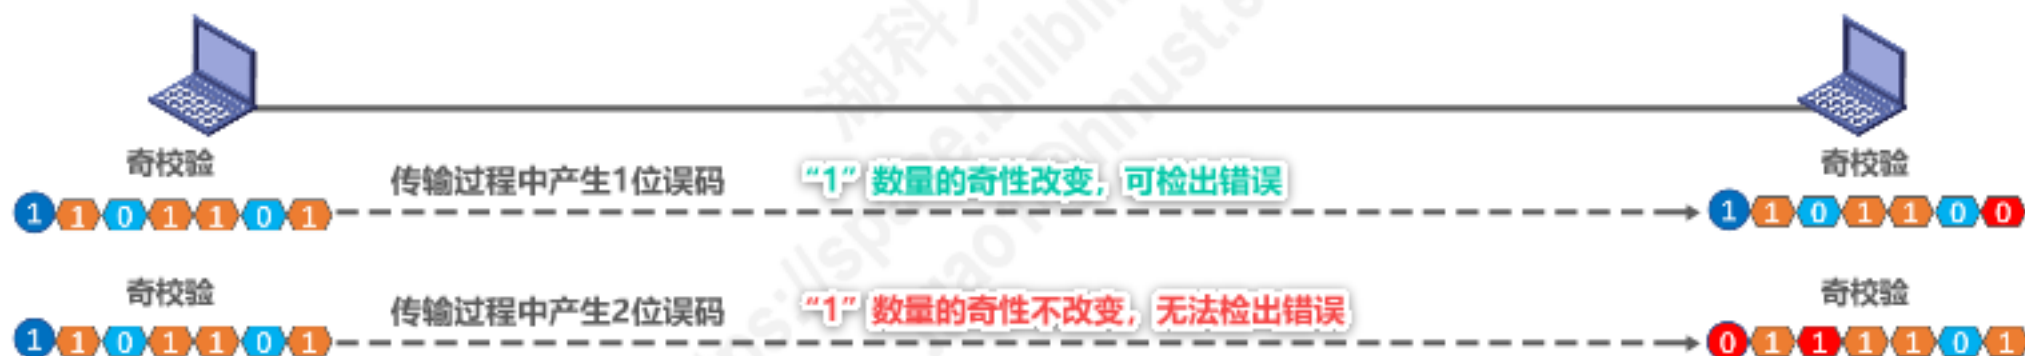 奇校验 奇校验
传输过程中产生1位误码 “1”数量的奇性改变，可检出错误
1 1 0 1 1 0 1 1 1 0 1 1 0 0
奇校验 奇校验
传输过程中产生2位误码 “1”数量的奇性不改变，无法检出错误
1 1 0 1 1 0 1 0 1 1 1 1 0 1